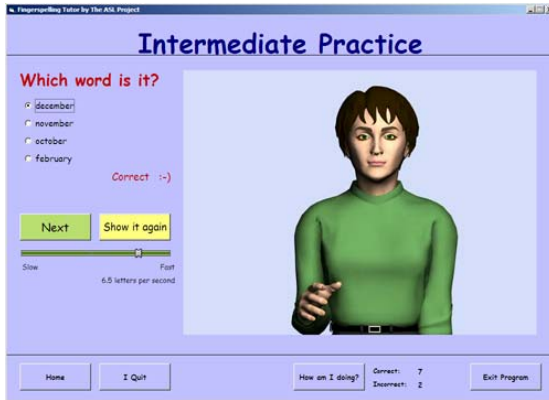 Fingerspelling Tutor by The ASL Project
Intermediate Practice
Which word is it?
december
november
october
february
Correct :-)
Next
Show it again
Slow
Fast
6.5 letters per second
Home
I Quit
How am I doing?
Correct: 7
Incorrect: 2
Exit Program